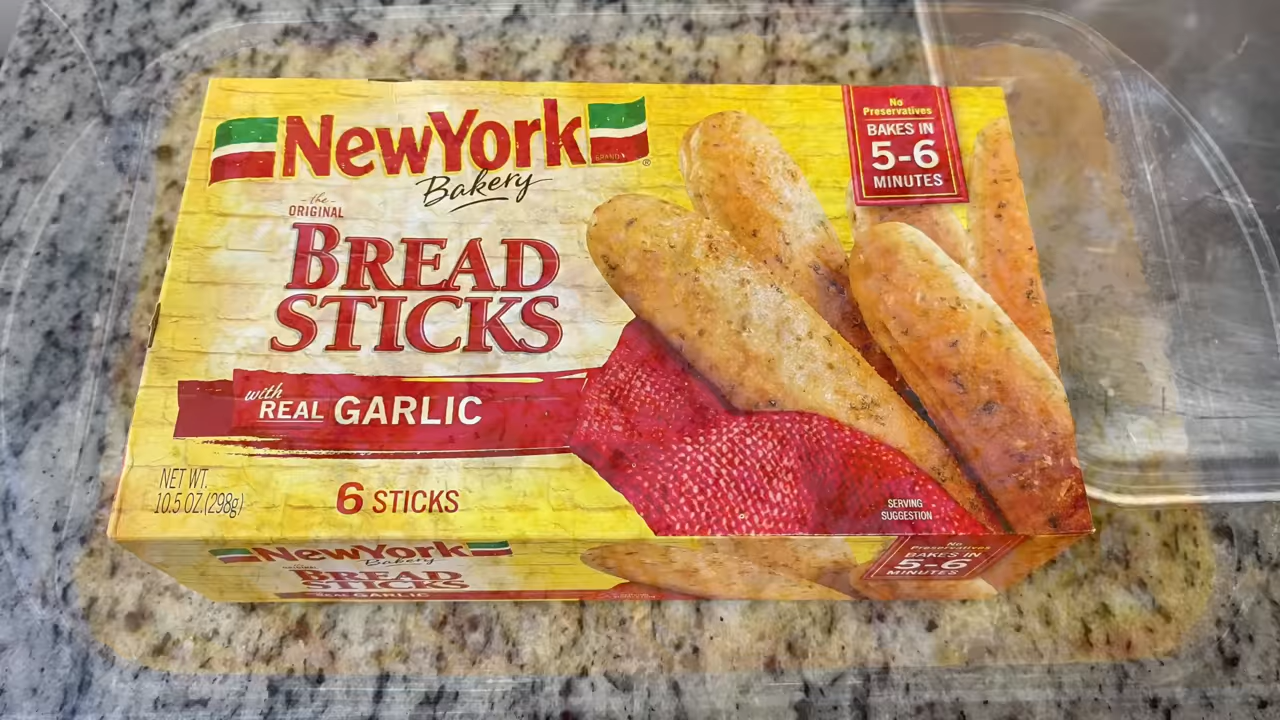 NewYork
BRAND
®
Bakery
the
ORIGINAL
BREAD
STICKS
with
REAL GARLIC
NET WT.
10.5 OZ.(298g)
6 STICKS
No
Preservatives
BAKES IN
5-6
MINUTES
SERVING
SUGGESTION
NewYork
Bakery
BREAD
STICKS
REAL GARLIC
No
Preservatives
BAKES IN
5-6
MINUTES